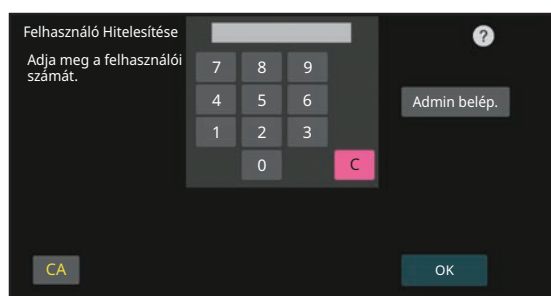 Felhasználó Hitelesítése
?
Adja meg a felhasználói
számát.
7 8 9
4 5 6
Admin belép.
1 2 3
0 C
CA
OK